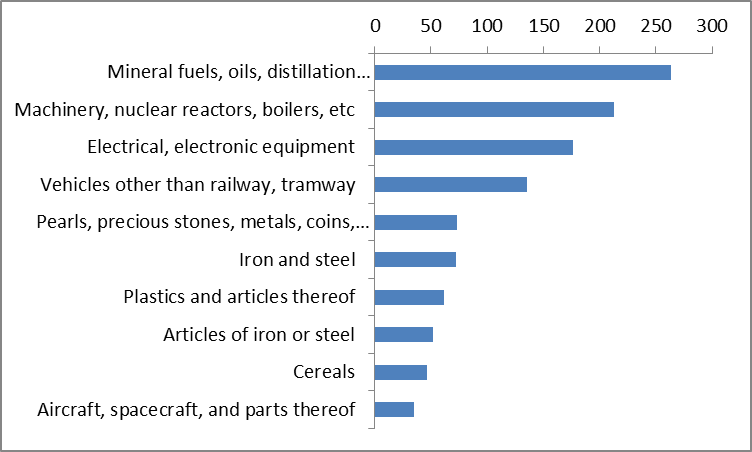 0 50 100 150 200 250 300
Mineral fuels, oils, distillation...
Machinery, nuclear reactors, boilers, etc
Electrical, electronic equipment
Vehicles other than railway, tramway
Pearls, precious stones, metals, coins,...
Iron and steel
Plastics and articles thereof
Articles of iron or steel
Cereals
Aircraft, spacecraft, and parts thereof